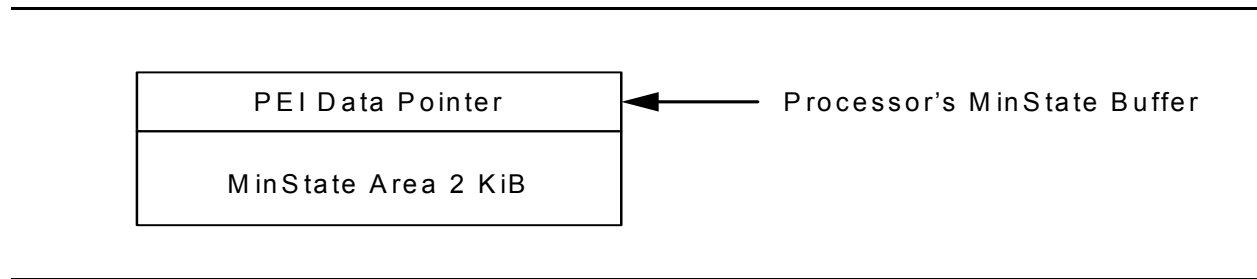 PEI Data Pointer
Processor's MinState Buffer
MinState Area 2 KiB